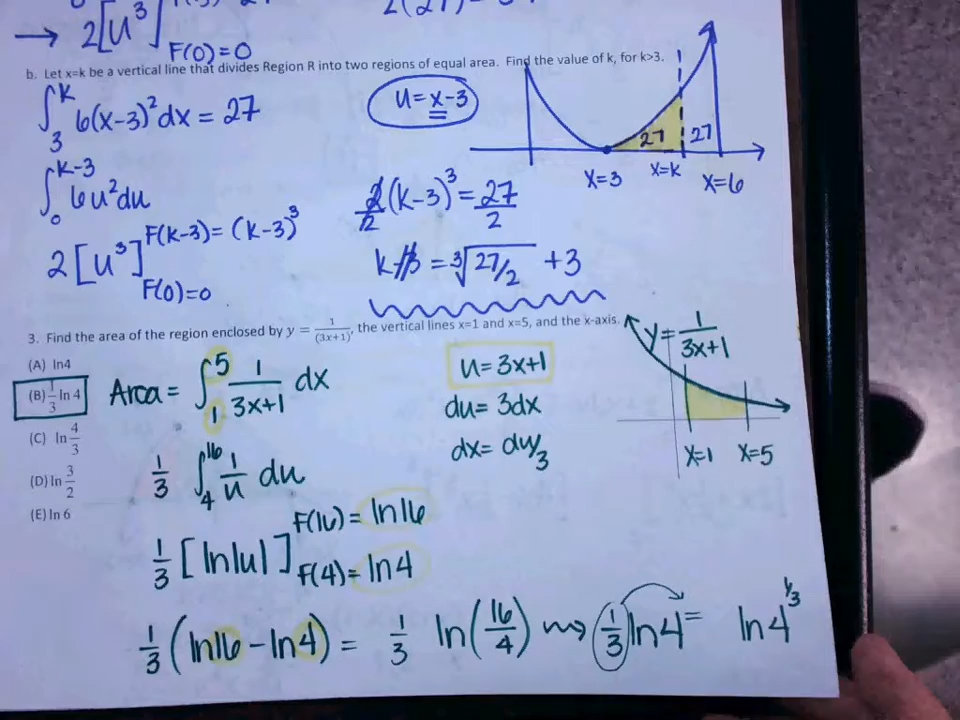 → 2[u³] F(0)=0
b. Let x=k be a vertical line that divides Region R into two regions of equal area. Find the value of k, for k>3.
∫₃ᵏ 6(x-3)²dx = 27
u = x-3
27 27
x=3 x=k x=6
∫₀ᵏ⁻³ 6u²du
2/2 (k-3)³ = 27/2
2[u³] F(k-3) = (k-3)³
F(0)=0
k-3 = ³√27/2 +3
3. Find the area of the region enclosed by y = 1/(3x+1), the vertical lines x=1 and x=5, and the x-axis.
y = 1/3x+1
(A) ln4
(B) 1/3 ln 4
(C) ln 4/3
(D) ln 3/2
(E) ln 6
Area = ∫₁⁵ 1/3x+1 dx
u = 3x+1
du = 3dx
dx = du/3
x=1 x=5
1/3 ∫₄¹⁶ 1/u du
1/3 [ln|u|] F(16) = ln16
F(4) = ln4
1/3 (ln16 - ln4) = 1/3 ln(16/4) → 1/3 ln4 = ln4^1/3